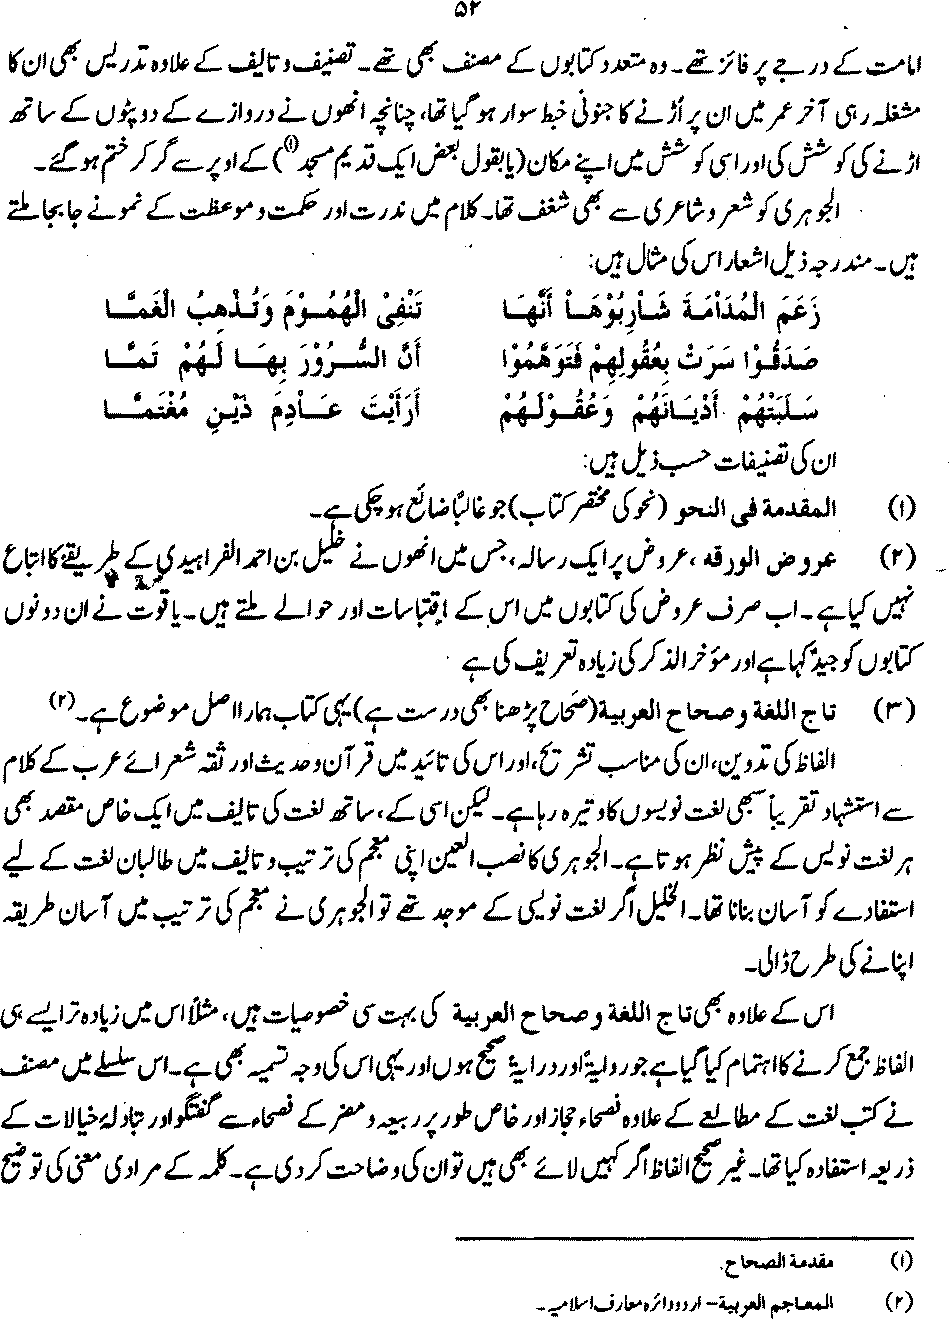 ۵۲
امامت کے درجے پر فائز تھے۔ وہ متعدد کتابوں کے مصنف بھی تھے۔ تصنیف و تالیف کے علاوہ تدریس بھی ان کا
مشغلہ رہی آخر عمر میں ان پر اُڑنے کا جنونی خبط سوار ہو گیا تھا، چنانچہ انھوں نے دروازے کے دو پٹوں کے ساتھ
اڑنے کی کوشش کی اور اسی کوشش میں اپنے مکان (یا بقول بعض ایک قدیم مسجد(۱)) کے اوپر سے گر کر ختم ہو گئے۔
الجوہری کو شعر و شاعری سے بھی شغف تھا۔ کلام میں ندرت اور حکمت و موعظت کے نمونے جا بجا ملتے
ہیں۔ مندرجہ ذیل اشعار اس کی مثال ہیں:
زَعَمَ الْمُدَامَةَ شَارِبُوْهَا أَنَّهَا تَنْفِی الْهُمُوْمَ وَتُذْهِبُ الْغَمَّا
صَدَقُوْا سَرَتْ بِعُقُولِهِمْ فَتَوَهَّمُوْا أَنَّ السُّرُوْرَ بِهَا لَهُمْ تَمَّا
سَلَبَتْهُمْ أَدْيَانَهُمْ وَعُقُوْلَهُمْ أَرَأَيْتَ عَادِمَ دَيْنٍ مُغْتَمَّا
ان کی تصنیفات حسب ذیل ہیں:
(۱) المقدمة فی النحو (نحو کی مختصر کتاب) جو غالباً ضائع ہو چکی ہے۔
(۲) عروض الورقه، عروض پر ایک رسالہ، جس میں انھوں نے خلیل بن احمد الفراہیدی کے طریقے کا اتباع
نہیں کیا ہے۔ اب صرف عروض کی کتابوں میں اس کے اقتباسات اور حوالے ملتے ہیں۔ یاقوت نے ان دونوں
کتابوں کو جید کہا ہے اور مؤخر الذکر کی زیادہ تعریف کی ہے
(۳) تاج اللغة و صحاح العربية (صَحَاح پڑھنا بھی درست ہے) یہی کتاب ہمارا اصل موضوع ہے۔(۲)
الفاظ کی تدوین، ان کی مناسب تشریح، اور اس کی تائید میں قرآن و حدیث اور ثقہ شعرائے عرب کے کلام
سے استشہاد تقریباً سبھی لغت نویسوں کا وتیرہ رہا ہے۔ لیکن اسی کے، ساتھ لغت کی تالیف میں ایک خاص مقصد بھی
ہر لغت نویس کے پیش نظر ہوتا ہے۔ الجوہری کا نصب العین اپنی معجم کی ترتیب و تالیف میں طالبان لغت کے لیے
استفادے کو آسان بنانا تھا۔ الخلیل اگر لغت نویسی کے موجد تھے تو الجوہری نے معجم کی ترتیب میں آسان طریقہ
اپنانے کی طرح ڈالی۔
اس کے علاوہ بھی تاج اللغة و صحاح العربية کی بہت سی خصوصیات ہیں، مثلاً اس میں زیادہ تر ایسے ہی
الفاظ جمع کرنے کا اہتمام کیا گیا ہے جو روایۃً اور درایۃً صحیح ہوں اور یہی اس کی وجہ تسمیہ بھی ہے۔ اس سلسلے میں مصنف
نے کتب لغت کے مطالعے کے علاوہ فصحاء حجاز اور خاص طور پر ربیعہ و مضر کے فصحاء سے گفتگو اور تبادلۂ خیالات کے
ذریعہ استفادہ کیا تھا۔ غیر صحیح الفاظ اگر کہیں لائے بھی ہیں تو ان کی وضاحت کر دی ہے۔ کلمہ کے مرادی معنی کی توضیح
(۱) مقدمة الصحاح.
(۲) المعاجم العربية - اردو دائرہ معارف اسلامیہ۔